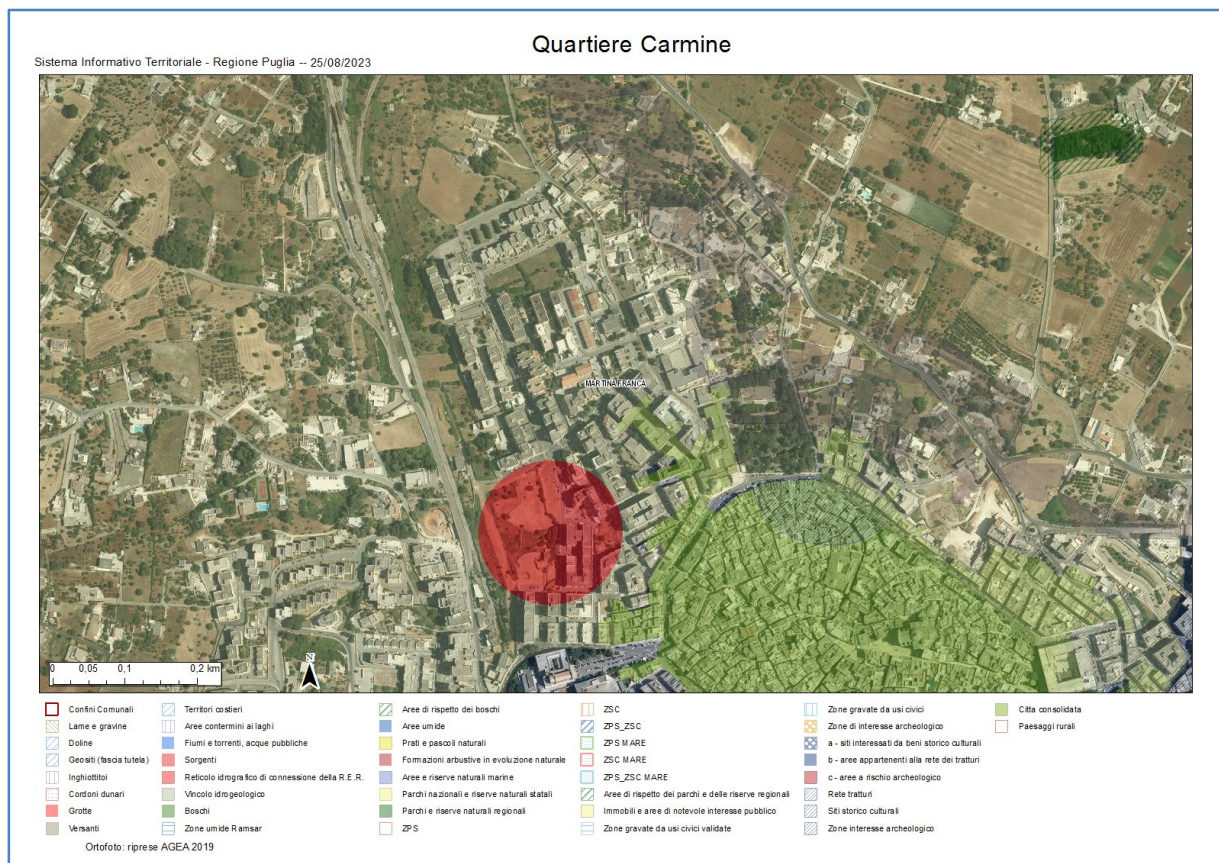 Quartiere Carmine
Sistema Informativo Territoriale - Regione Puglia -- 25/08/2023
MARTINA FRANCA
0 0,05 0,1 0,2 km
N
Confini Comunali
Lame e gravine
Doline
Geositi (fascia tutela)
Inghiottitoi
Cordoni dunari
Grotte
Versanti
Territori costieri
Aree contermini ai laghi
Fiumi e torrenti, acque pubbliche
Sorgenti
Reticolo idrografico di connessione della R.E.R.
Vincolo idrogeologico
Boschi
Zone umide Ramsar
Aree di rispetto dei boschi
Aree umide
Prati e pascoli naturali
Formazioni arbustive in evoluzione naturale
Aree e riserve naturali marine
Parchi nazionali e riserve naturali statali
Parchi e riserve naturali regionali
ZPS
ZSC
ZPS_ZSC
ZPS MARE
ZSC MARE
ZPS_ZSC MARE
Aree di rispetto dei parchi e delle riserve regionali
Immobili e aree di notevole interesse pubblico
Zone gravate da usi civici validate
Zone gravate da usi civici
Zone di interesse archeologico
a - siti interessati da beni storico culturali
b - aree appartenenti alla rete dei tratturi
c - aree a rischio archeologico
Rete tratturi
Siti storico culturali
Zone interesse archeologico
Citta consolidata
Paesaggi rurali
Ortofoto: riprese AGEA 2019